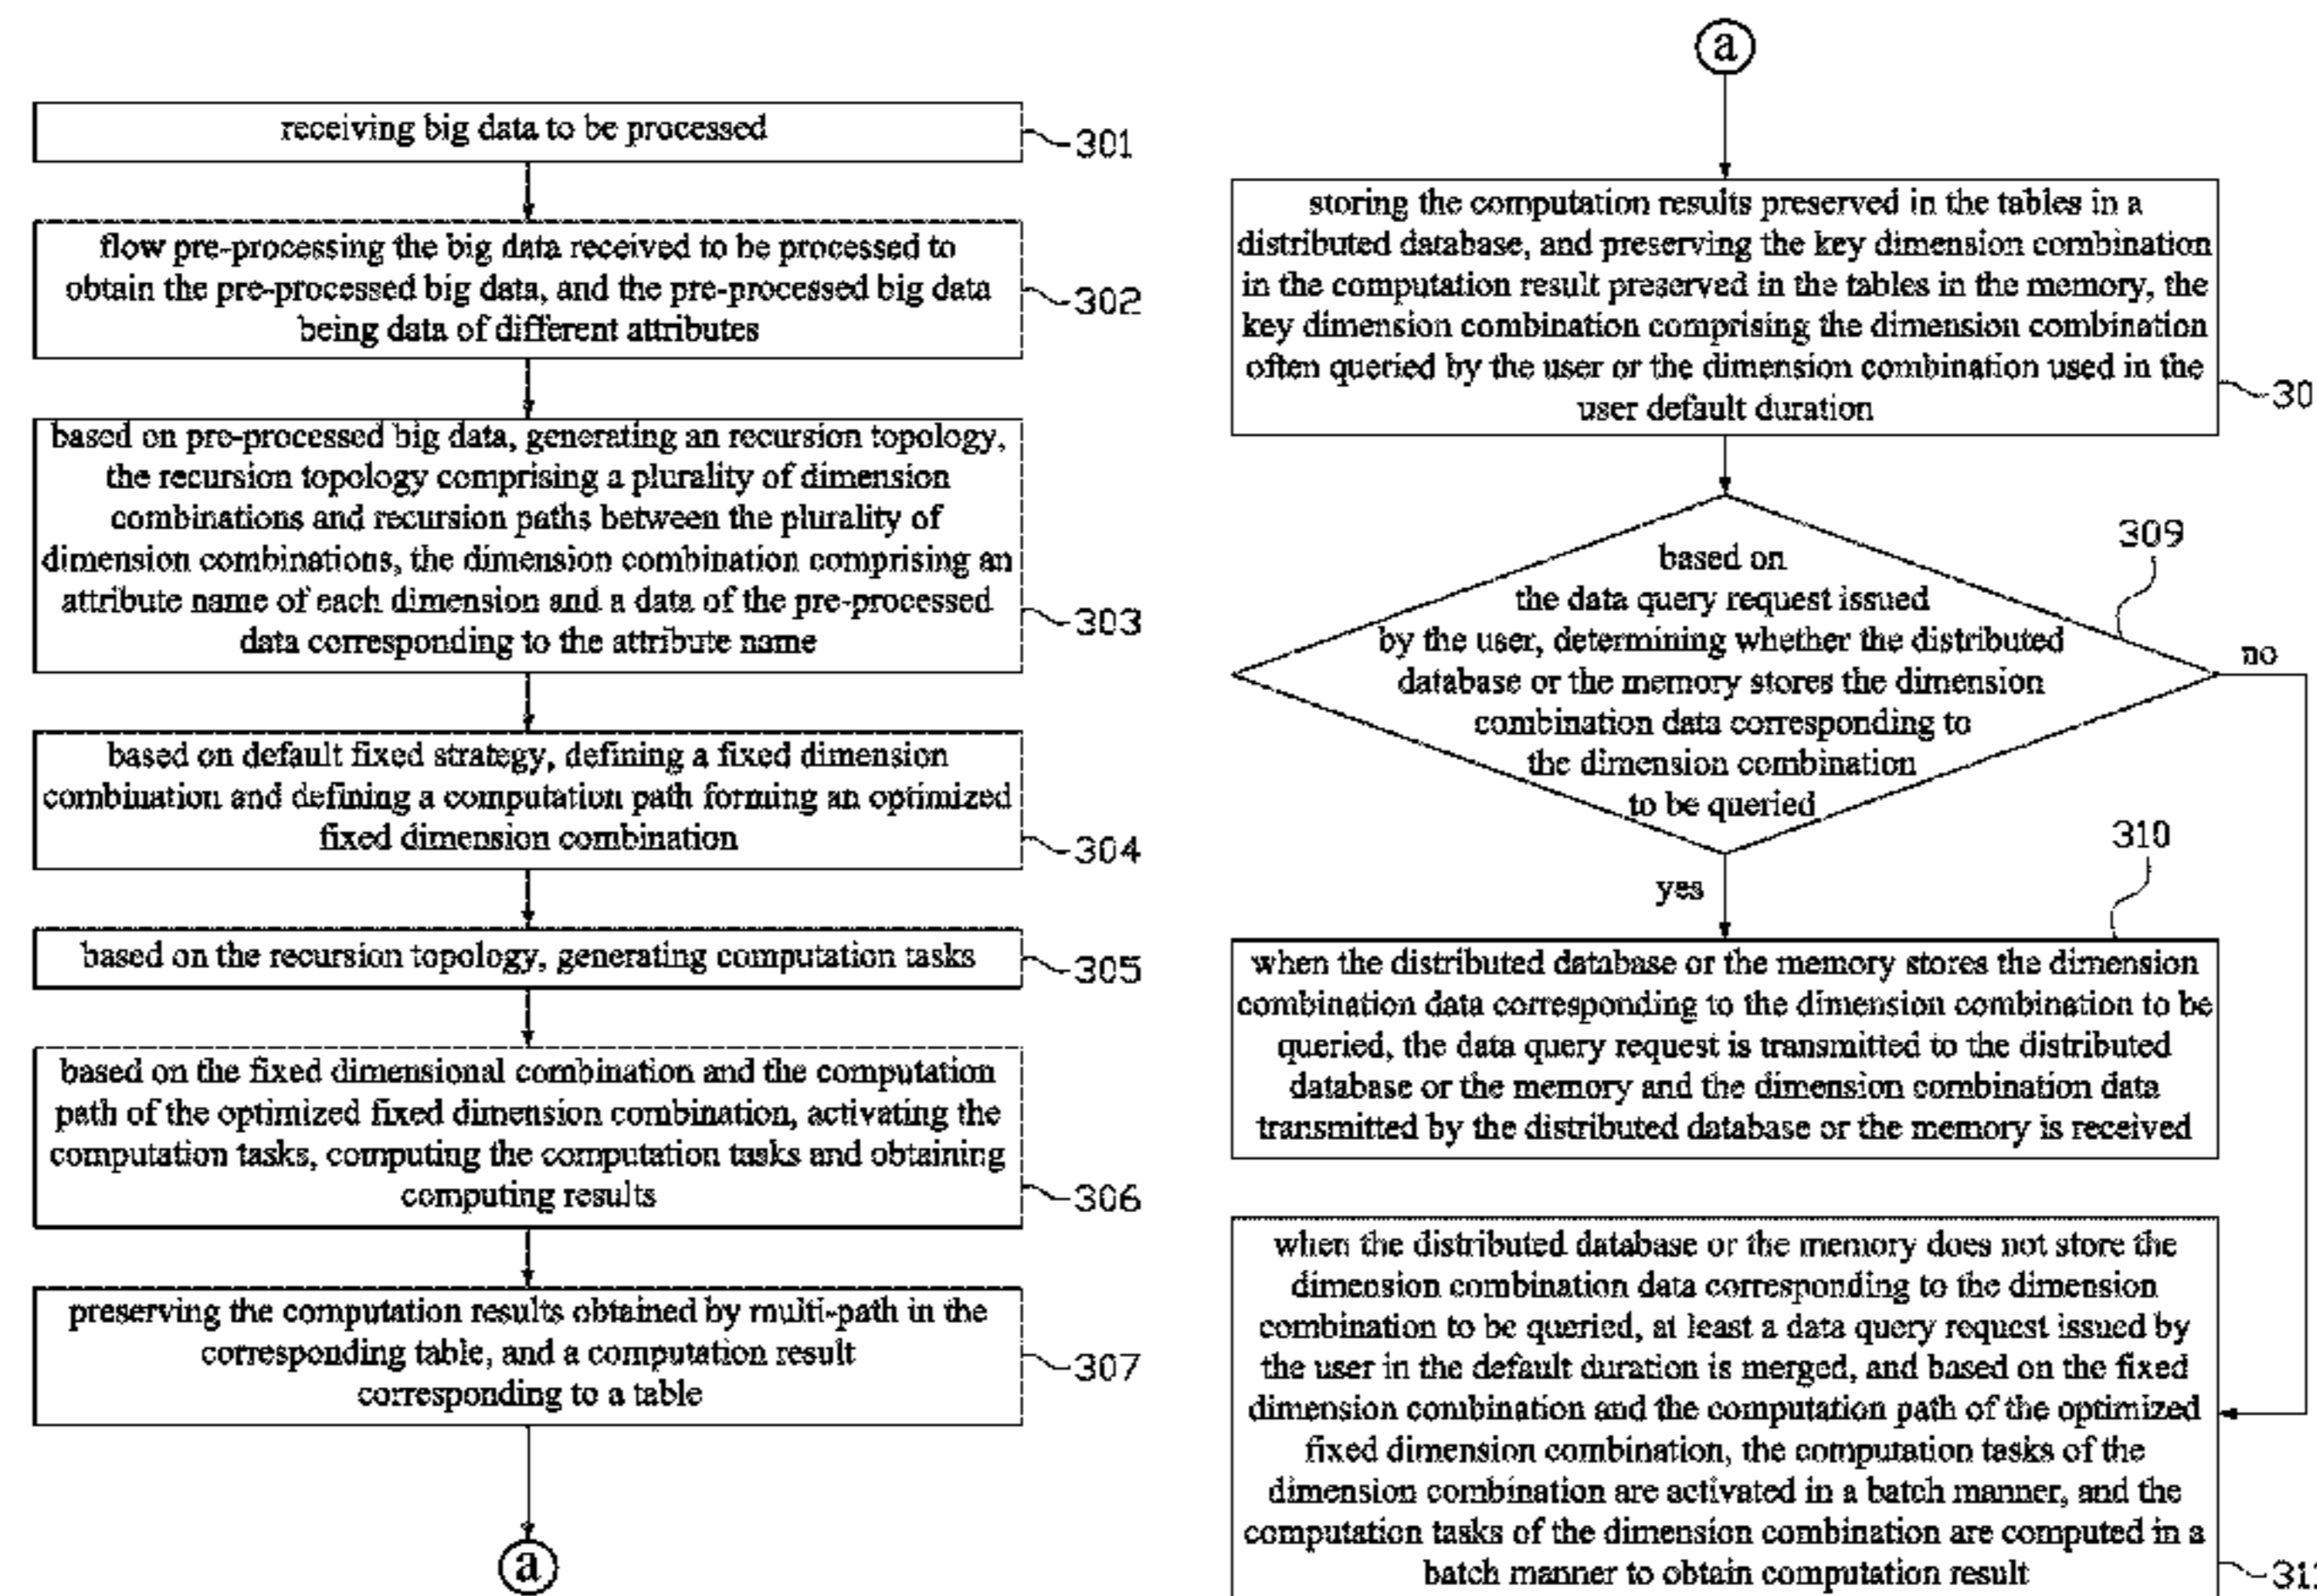 receiving big data to be processed
301
flow pre-processing the big data received to be processed to
obtain the pre-processed big data, and the pre-processed big data
being data of different attributes
302
based on pre-processed big data, generating an recursion topology,
the recursion topology comprising a plurality of dimension
combinations and recursion paths between the plurality of
dimension combinations, the dimension combination comprising an
attribute name of each dimension and a data of the pre-processed
data corresponding to the attribute name
303
based on default fixed strategy, defining a fixed dimension
combination and defining a computation path forming an optimized
fixed dimension combination
304
based on the recursion topology, generating computation tasks
305
based on the fixed dimensional combination and the computation
path of the optimized fixed dimension combination, activating the
computation tasks, computing the computation tasks and obtaining
computing results
306
preserving the computation results obtained by multi-path in the
corresponding table, and a computation result
corresponding to a table
307
a
a
storing the computation results preserved in the tables in a
distributed database, and preserving the key dimension combination
in the computation result preserved in the tables in the memory, the
key dimension combination comprising the dimension combination
often queried by the user or the dimension combination used in the
user default duration
30
based on
the data query request issued
by the user, determining whether the distributed
database or the memory stores the dimension
combination data corresponding to
the dimension combination
to be queried
309
no
yes
310
when the distributed database or the memory stores the dimension
combination data corresponding to the dimension combination to be
queried, the data query request is transmitted to the distributed
database or the memory and the dimension combination data
transmitted by the distributed database or the memory is received
when the distributed database or the memory does not store the
dimension combination data corresponding to the dimension
combination to be queried, at least a data query request issued by
the user in the default duration is merged, and based on the fixed
dimension combination and the computation path of the optimized
fixed dimension combination, the computation tasks of the
dimension combination are activated in a batch manner, and the
computation tasks of the dimension combination are computed in a
batch manner to obtain computation result